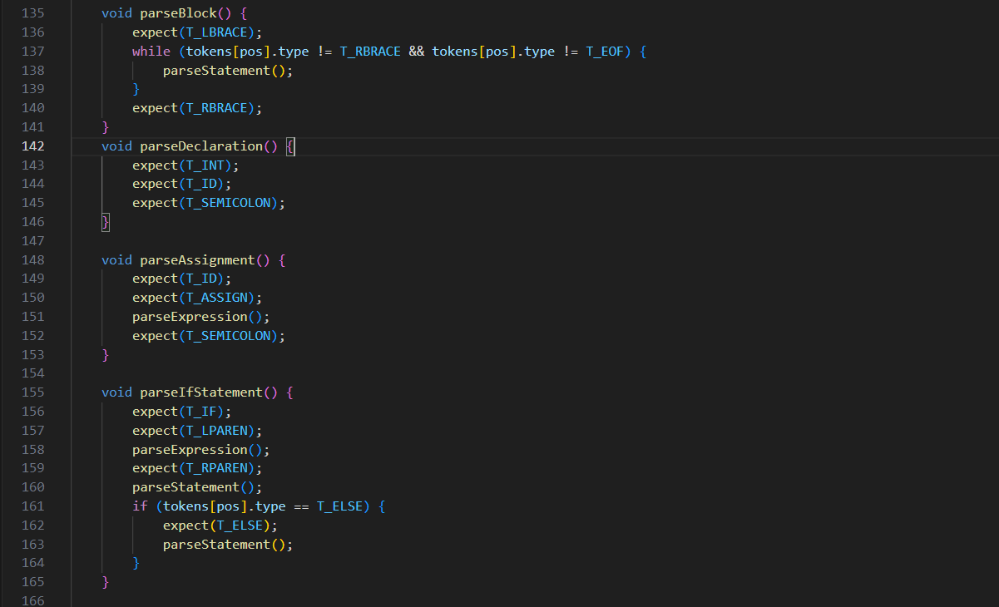 135 void parseBlock() {
136 expect(T_LBRACE);
137 while (tokens[pos].type != T_RBRACE && tokens[pos].type != T_EOF) {
138 parseStatement();
139 }
140 expect(T_RBRACE);
141 }
142 void parseDeclaration() {
143 expect(T_INT);
144 expect(T_ID);
145 expect(T_SEMICOLON);
146 }
147
148 void parseAssignment() {
149 expect(T_ID);
150 expect(T_ASSIGN);
151 parseExpression();
152 expect(T_SEMICOLON);
153 }
154
155 void parseIfStatement() {
156 expect(T_IF);
157 expect(T_LPAREN);
158 parseExpression();
159 expect(T_RPAREN);
160 parseStatement();
161 if (tokens[pos].type == T_ELSE) {
162 expect(T_ELSE);
163 parseStatement();
164 }
165 }
166